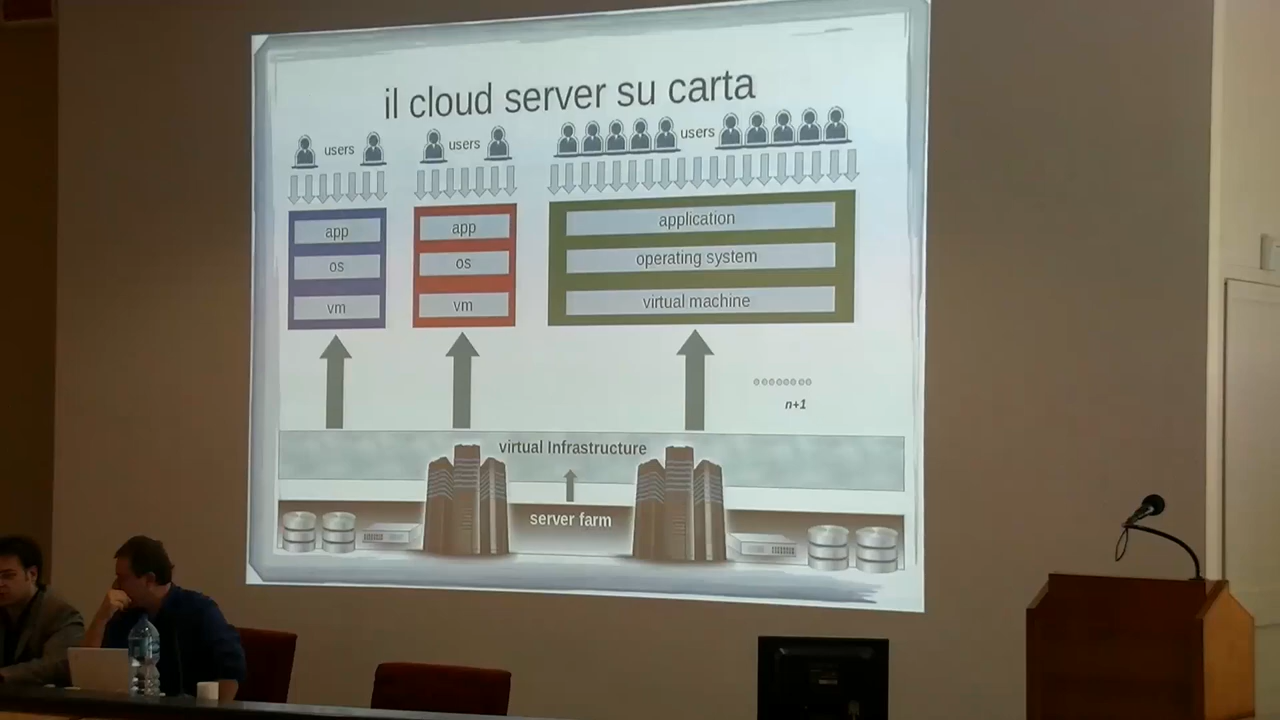 il cloud server su carta
users
users
users
app
os
vm
app
os
vm
application
operating system
virtual machine
n+1
virtual Infrastructure
server farm